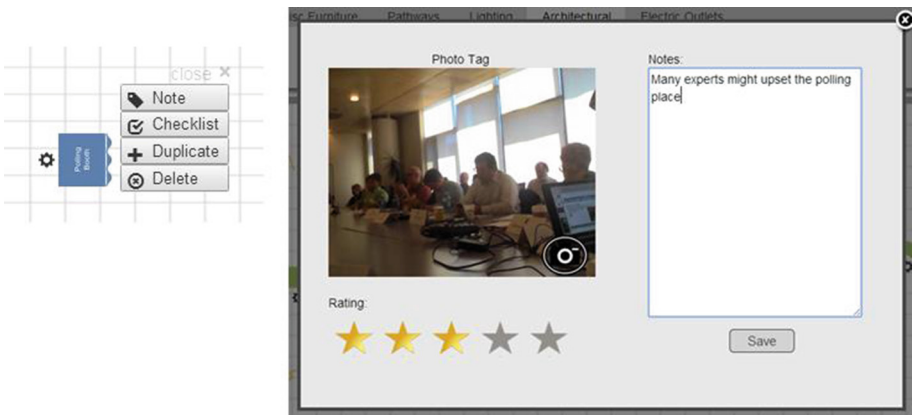 close ×
Note
Checklist
Duplicate
Delete
Polling
Booth
isc Furniture Pathways Lighting Architectural Electric Outlets
Photo Tag
Rating:
Notes:
Many experts might upset the polling
place
Save